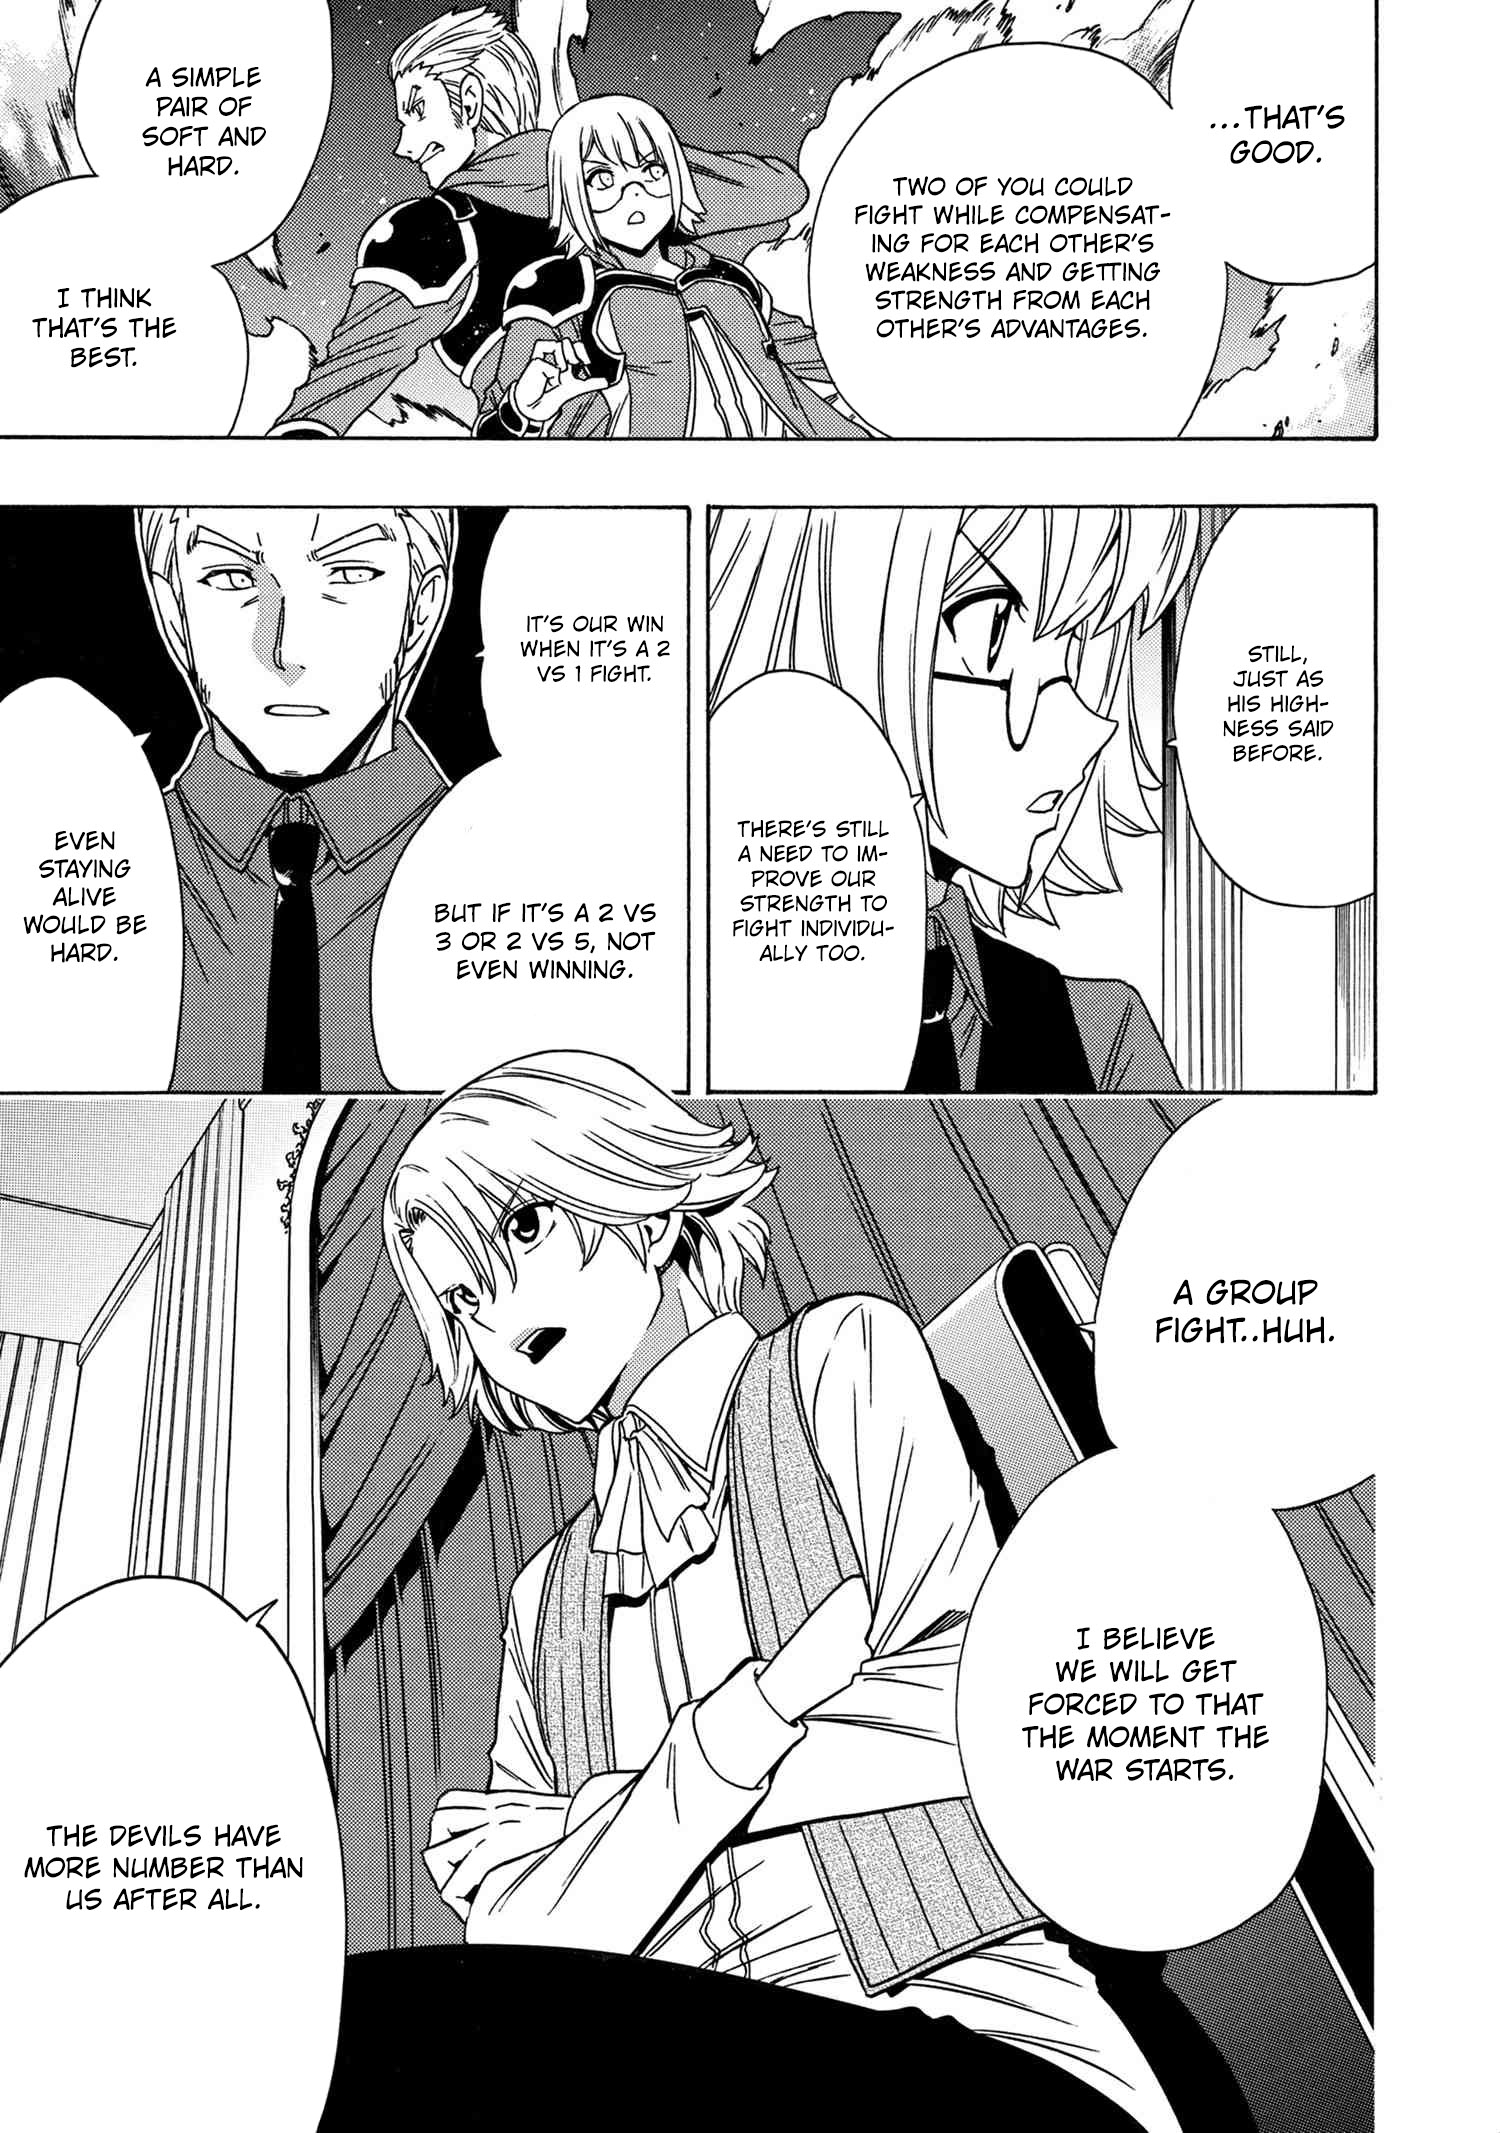 ...THAT'S
GOOD.
TWO OF YOU COULD
FIGHT WHILE COMPENSAT-
ING FOR EACH OTHER'S
WEAKNESS AND GETTING
STRENGTH FROM EACH
OTHER'S ADVANTAGES.
A SIMPLE
PAIR OF
SOFT AND
HARD.
I THINK
THAT'S THE
BEST.
STILL,
JUST AS
HIS HIGH-
NESS SAID
BEFORE.
THERE'S STILL
A NEED TO IM-
PROVE OUR
STRENGTH TO
FIGHT INDIVIDU-
ALLY TOO.
IT'S OUR WIN
WHEN IT'S A 2
VS 1 FIGHT.
BUT IF IT'S A 2 VS
3 OR 2 VS 5, NOT
EVEN WINNING.
EVEN
STAYING
ALIVE
WOULD BE
HARD.
A GROUP
FIGHT..HUH.
I BELIEVE
WE WILL GET
FORCED TO THAT
THE MOMENT THE
WAR STARTS.
THE DEVILS HAVE
MORE NUMBER THAN
US AFTER ALL.